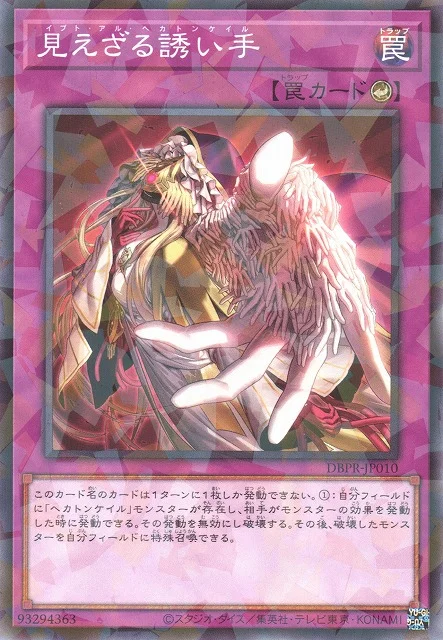 イブト・アル・ヘカトンケイル
見えざる誘い手
トラップ
罠
トラップ
【罠カード】
DBPR-JP010
このカード名のカードは1ターンに1枚しか発動できない。①:自分フィールド
に「ヘカトンケイル」モンスターが存在し、相手がモンスターの効果を発動
した時に発動できる。その発動を無効にし破壊する。その後、破壊したモンス
ターを自分フィールドに特殊召喚できる。
93294363
©スタジオ・ダイス/集英社・テレビ東京・KONAMI